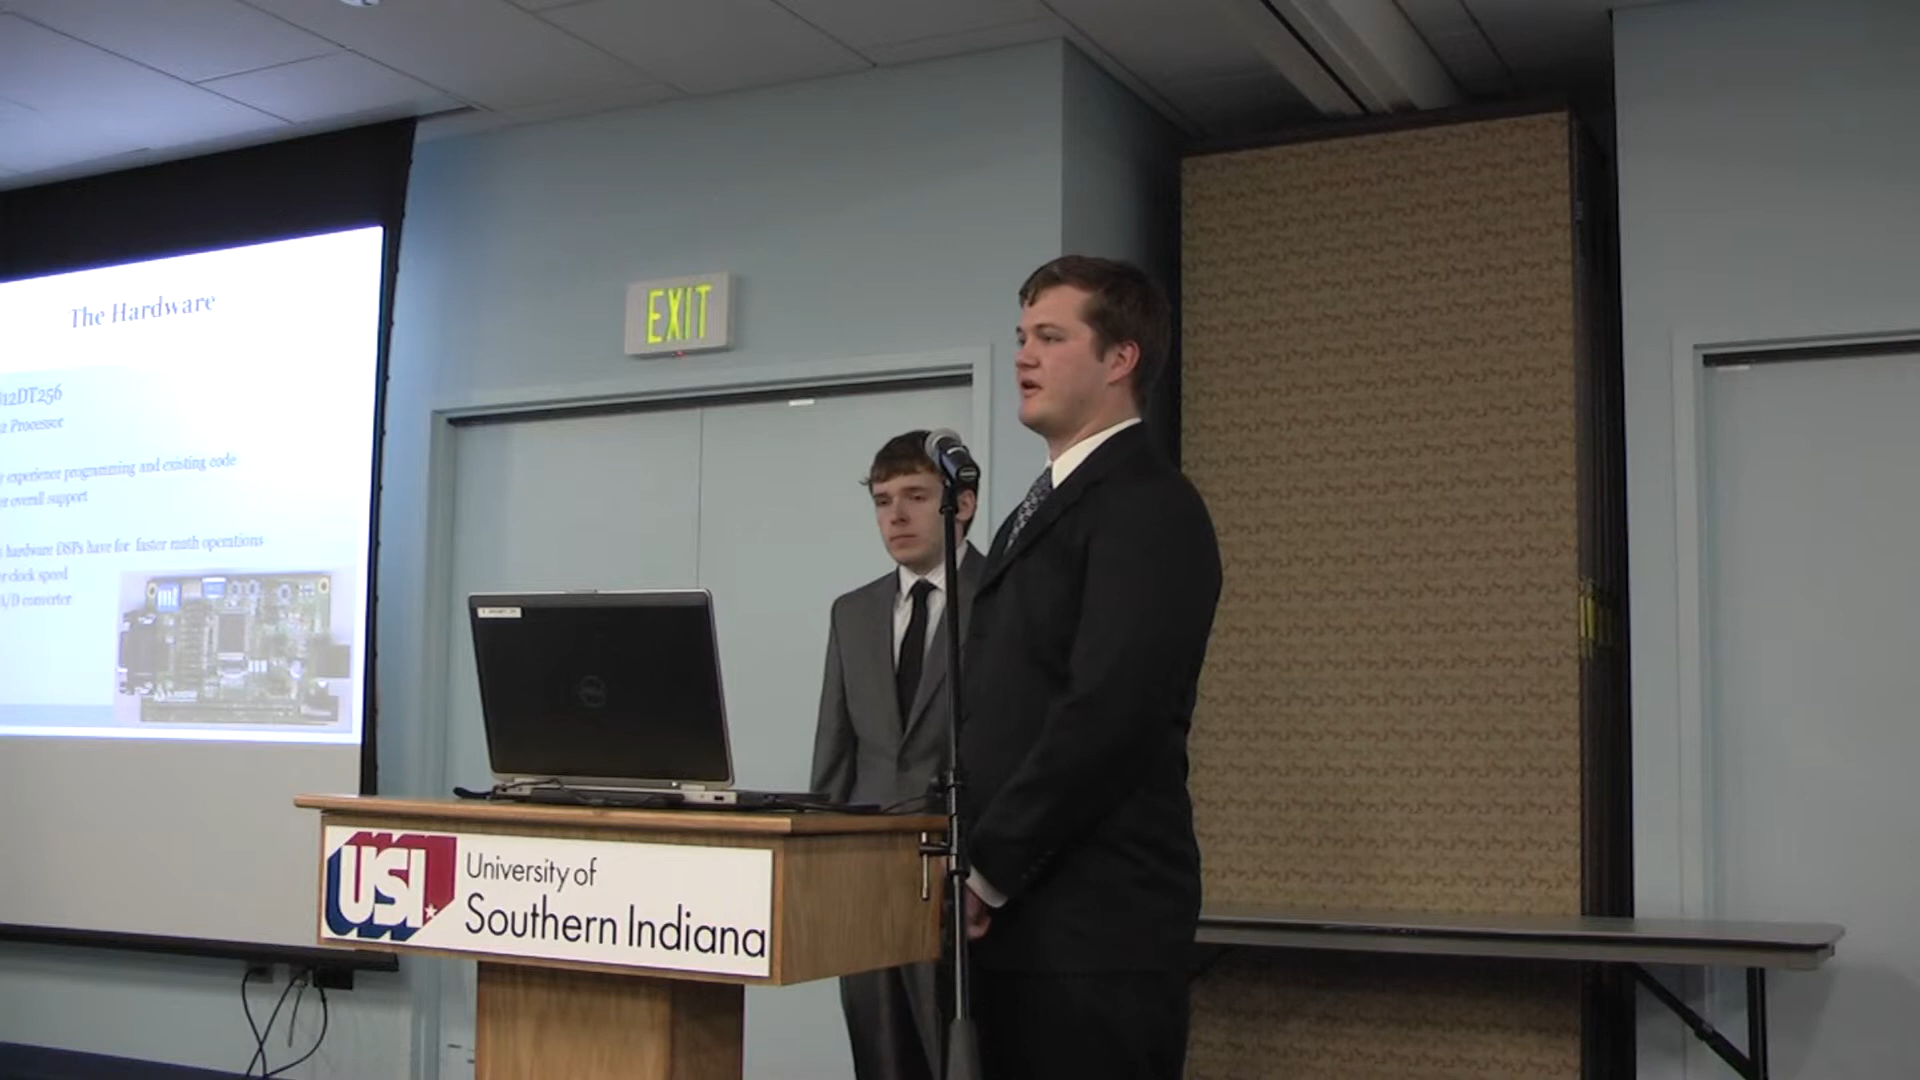 The Hardware
12DT256
Processor
experience programming and existing code
overall support
hardware DSPs have for faster math operations
clock speed
A/D converter
EXIT
DELL
USI
University of
Southern Indiana